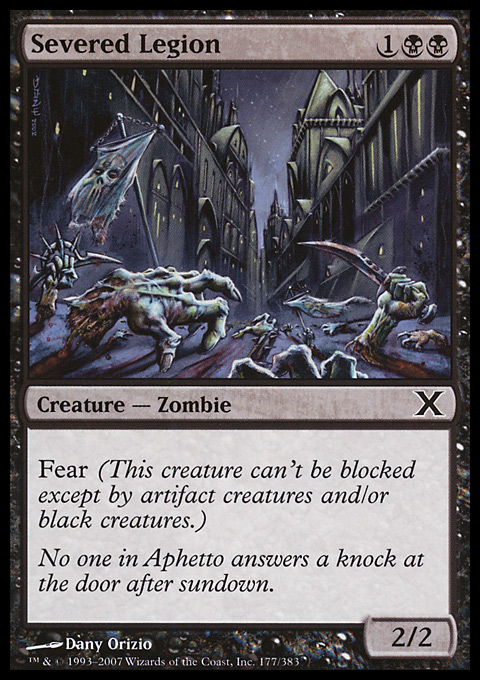 Severed Legion 1
Creature — Zombie X
Fear (This creature can't be blocked
except by artifact creatures and/or
black creatures.)
No one in Aphetto answers a knock at
the door after sundown.
Dany Orizio
2/2
™ & © 1993–2007 Wizards of the Coast, Inc. 177/383